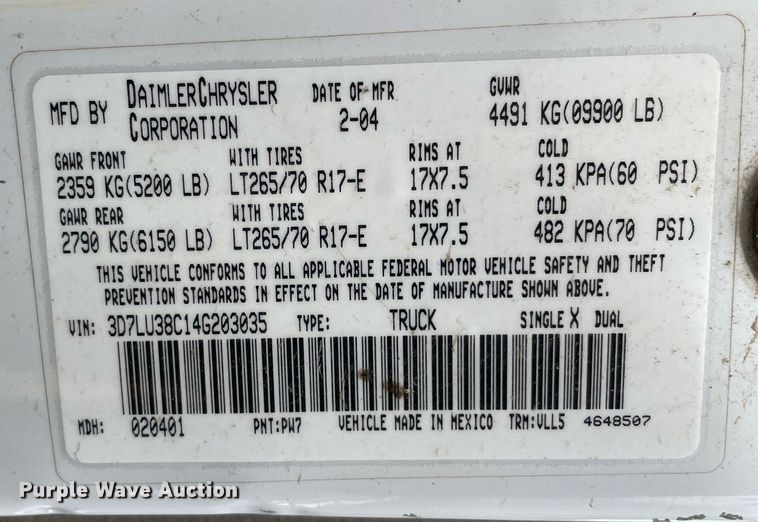 MFD BY DAIMLERCHRYSLER CORPORATION DATE OF MFR 2-04 GVWR 4491 KG(09900 LB)
GAWR FRONT WITH TIRES RIMS AT COLD
2359 KG(5200 LB) LT265/70 R17-E 17X7.5 413 KPA(60 PSI)
GAWR REAR WITH TIRES RIMS AT COLD
2790 KG(6150 LB) LT265/70 R17-E 17X7.5 482 KPA(70 PSI)
THIS VEHICLE CONFORMS TO ALL APPLICABLE FEDERAL MOTOR VEHICLE SAFETY AND THEFT
PREVENTION STANDARDS IN EFFECT ON THE DATE OF MANUFACTURE SHOWN ABOVE.
VIN: 3D7LU38C14G203035 TYPE: TRUCK SINGLE X DUAL
MDH: 020401 PNT:PW7 VEHICLE MADE IN MEXICO TRM:VLL5 4648507
Purple Wave Auction